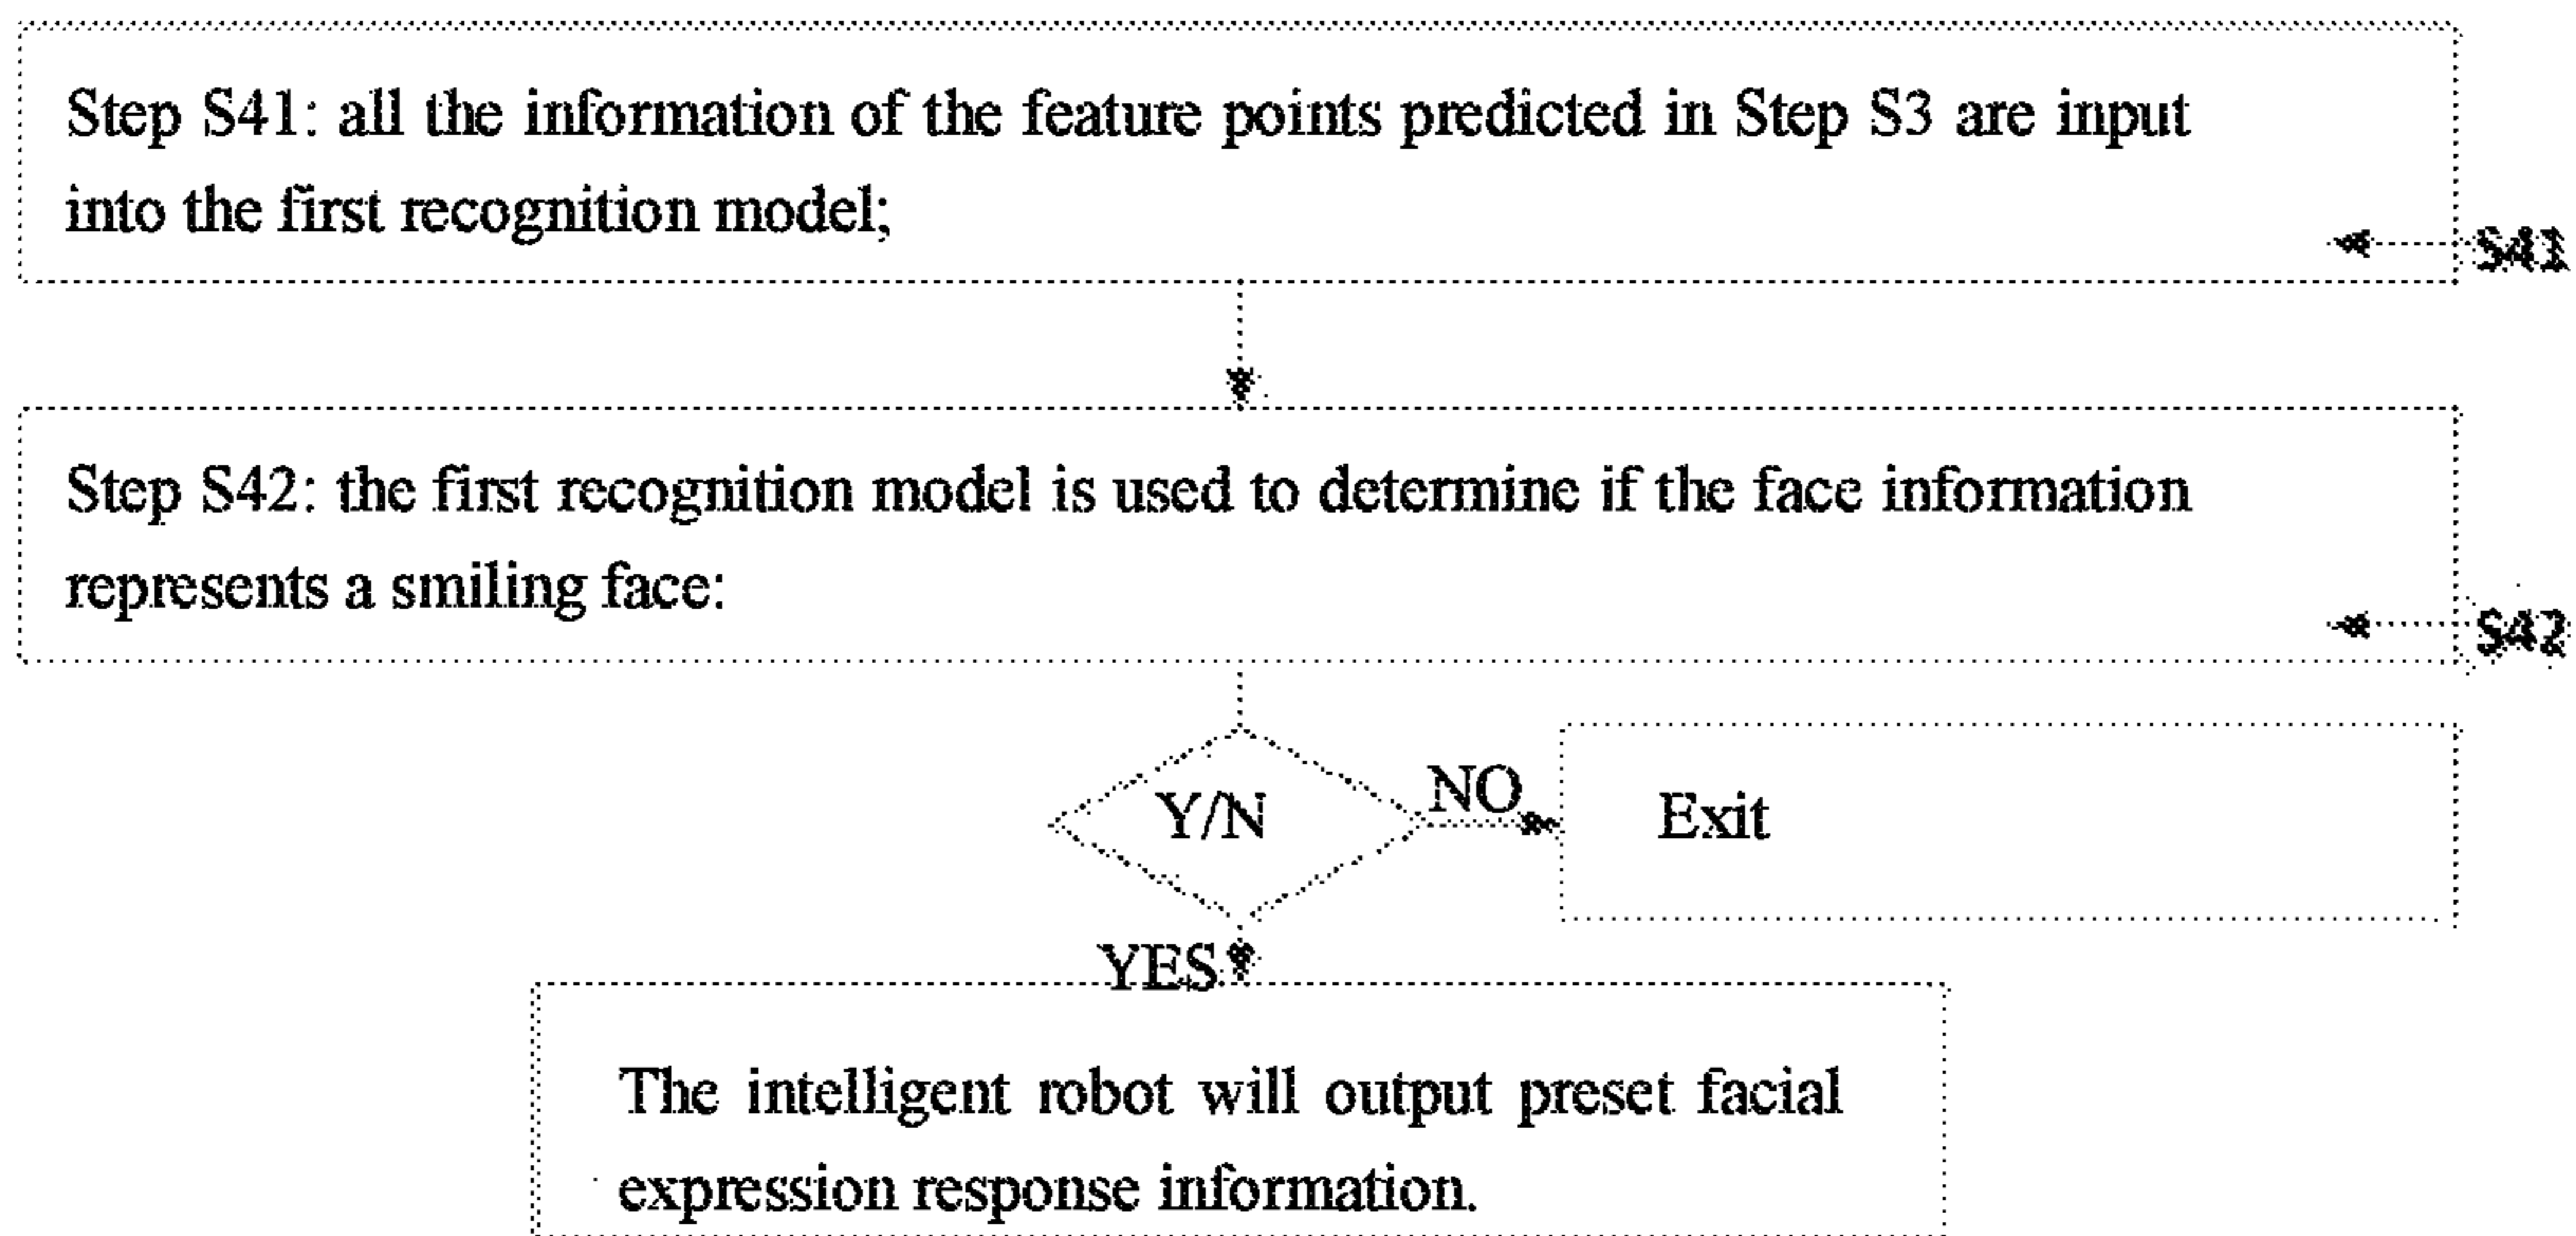 Step S41: all the information of the feature points predicted in Step S3 are input
into the first recognition model;
S41
Step S42: the first recognition model is used to determine if the face information
represents a smiling face:
S42
Y/N
NO
Exit
YES
The intelligent robot will output preset facial
expression response information.